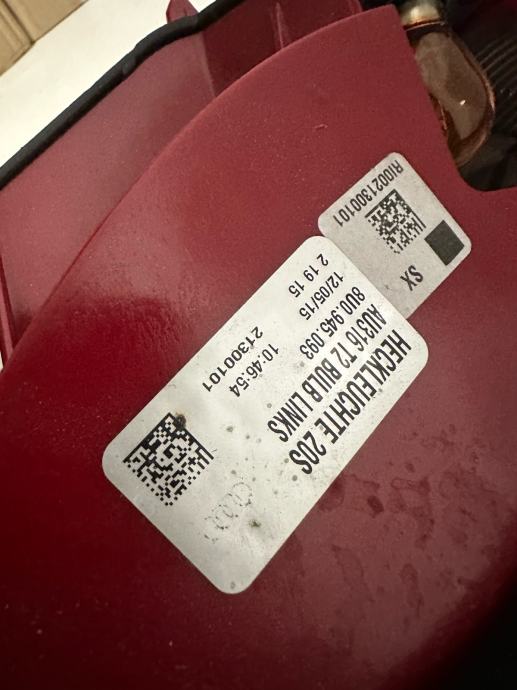 HECKLEUCHTE 20S
AU316 T2 BULB LINKS
8U0.945.093
12/05/15
2 19 15
10:46:54
21300101
RI0021300101
SX